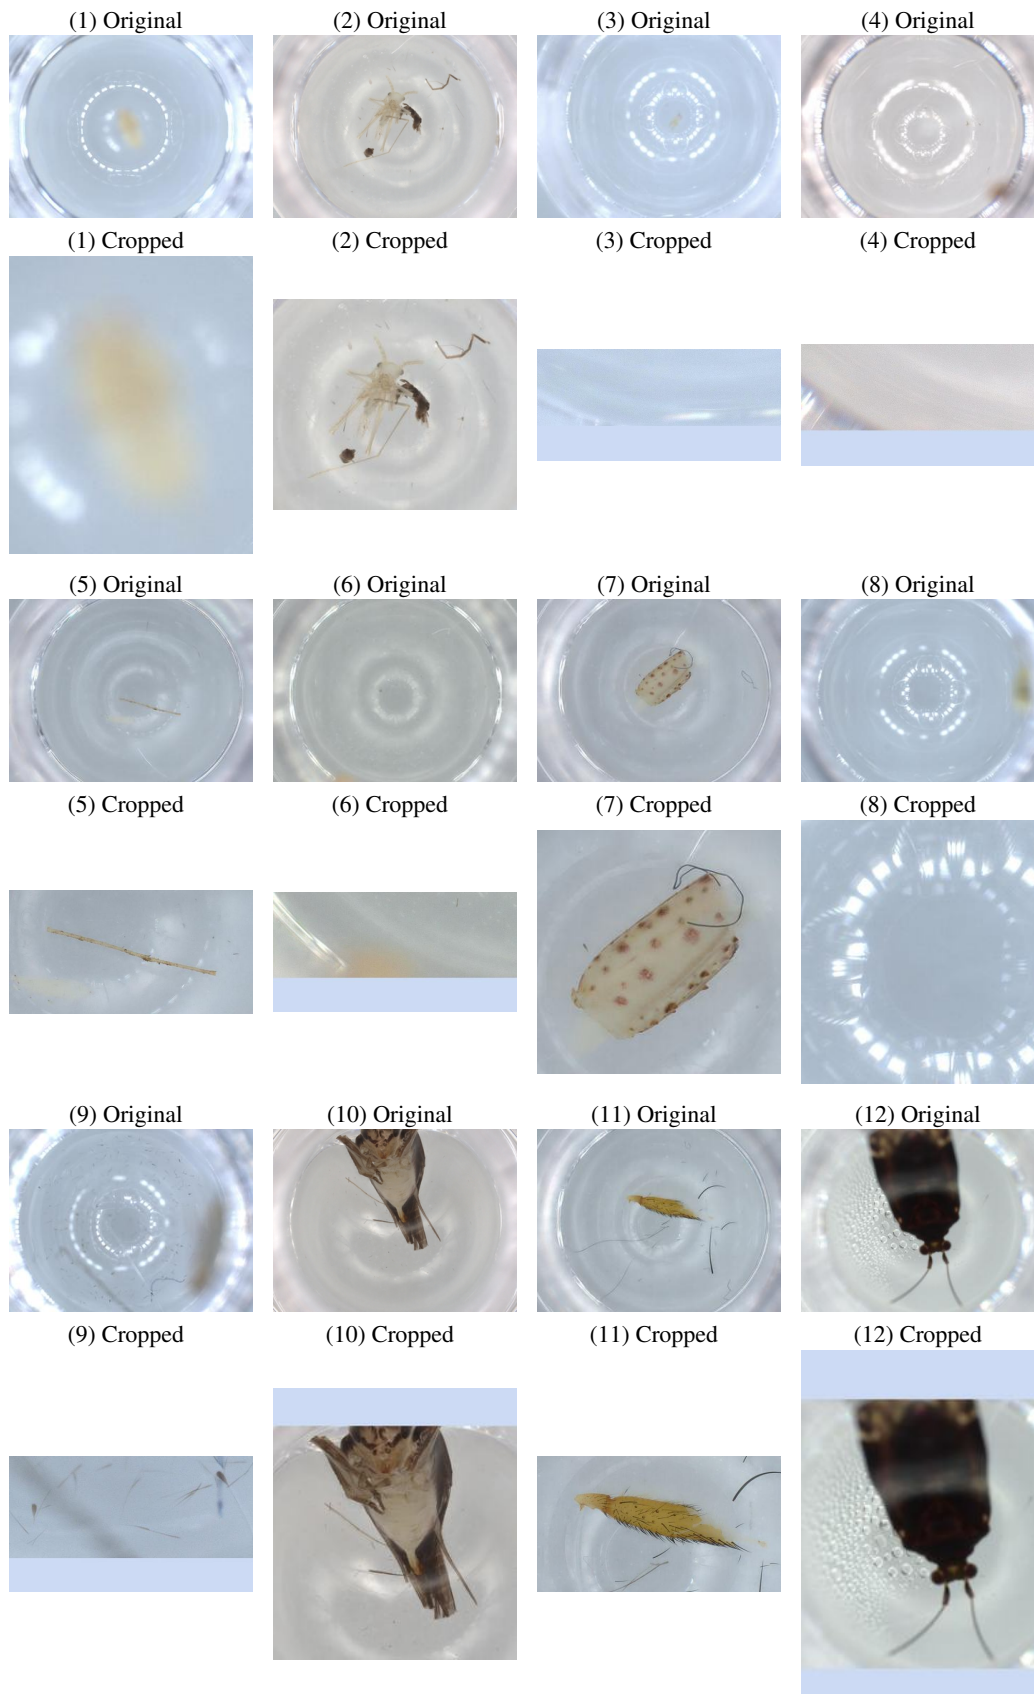 (1) Original (2) Original (3) Original (4) Original
(1) Cropped (2) Cropped (3) Cropped (4) Cropped
(5) Original (6) Original (7) Original (8) Original
(5) Cropped (6) Cropped (7) Cropped (8) Cropped
(9) Original (10) Original (11) Original (12) Original
(9) Cropped (10) Cropped (11) Cropped (12) Cropped